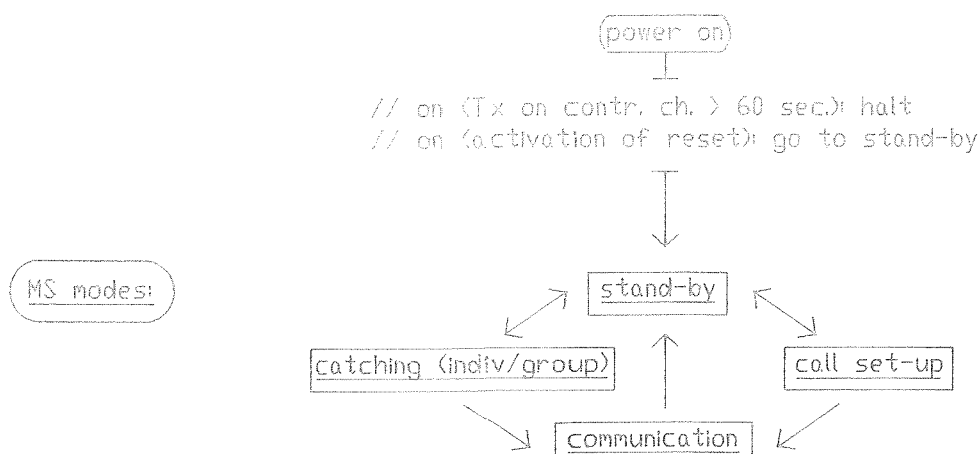 power on
// on (Tx on contr. ch. > 60 sec.): halt
// on (activation of reset): go to stand-by
MS modes:
stand-by
catching (indiv/group)
call set-up
communication